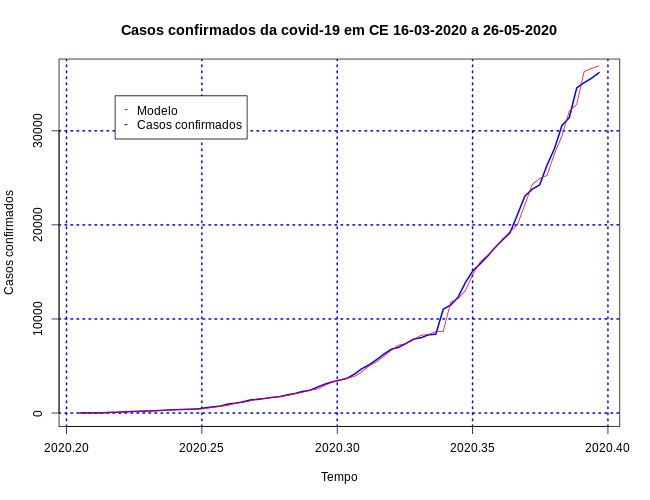 Casos confirmados da covid-19 em CE 16-03-2020 a 26-05-2020
Modelo
Casos confirmados
Casos confirmados
30000
20000
10000
0
2020.20 2020.25 2020.30 2020.35 2020.40
Tempo